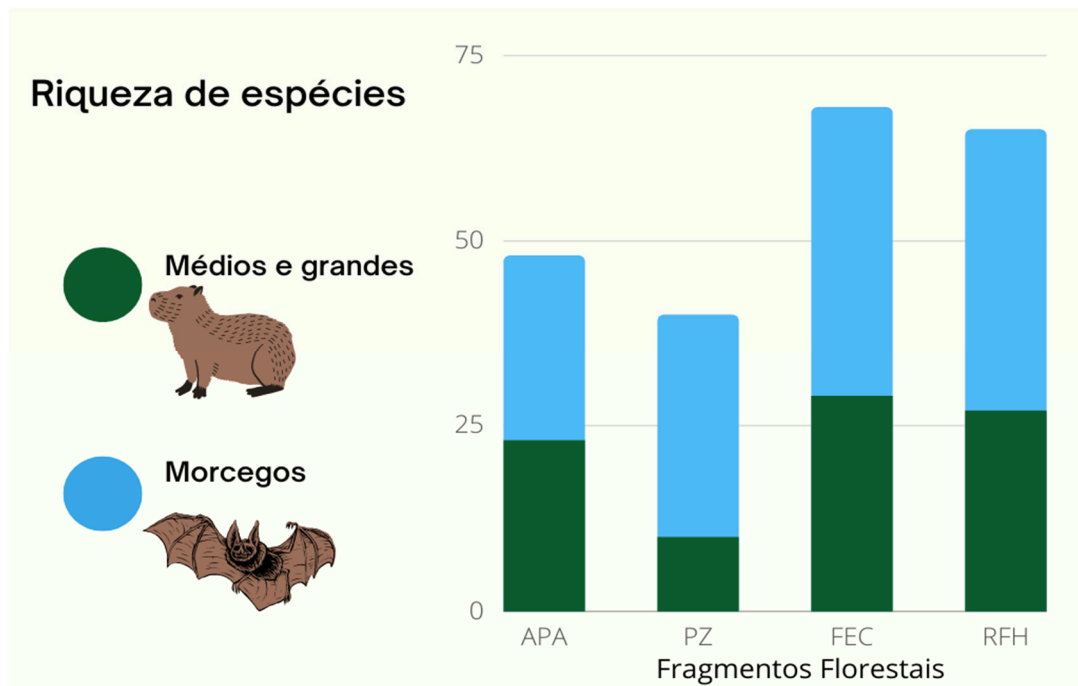 Riqueza de espécies
Médios e grandes
Morcegos
75
50
25
0
APA PZ FEC RFH
Fragmentos Florestais